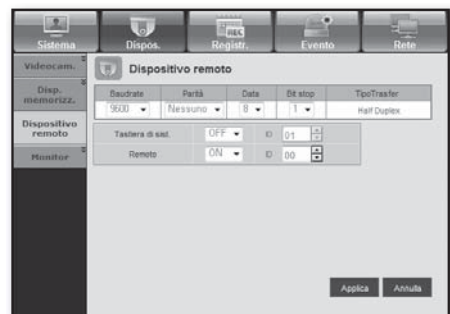 Sistema Dispos. Registr. Evento Rete
REC
Videocam.
Disp.
memorizz.
Dispositivo
remoto
Monitor
Dispositivo remoto
Baudrate Parità Data Bit stop TipoTrasfer
9600 Nessuno 8 1 Half Duplex
Tastiera di sist. OFF ID 01
Remoto ON ID 00
Applica Annulla